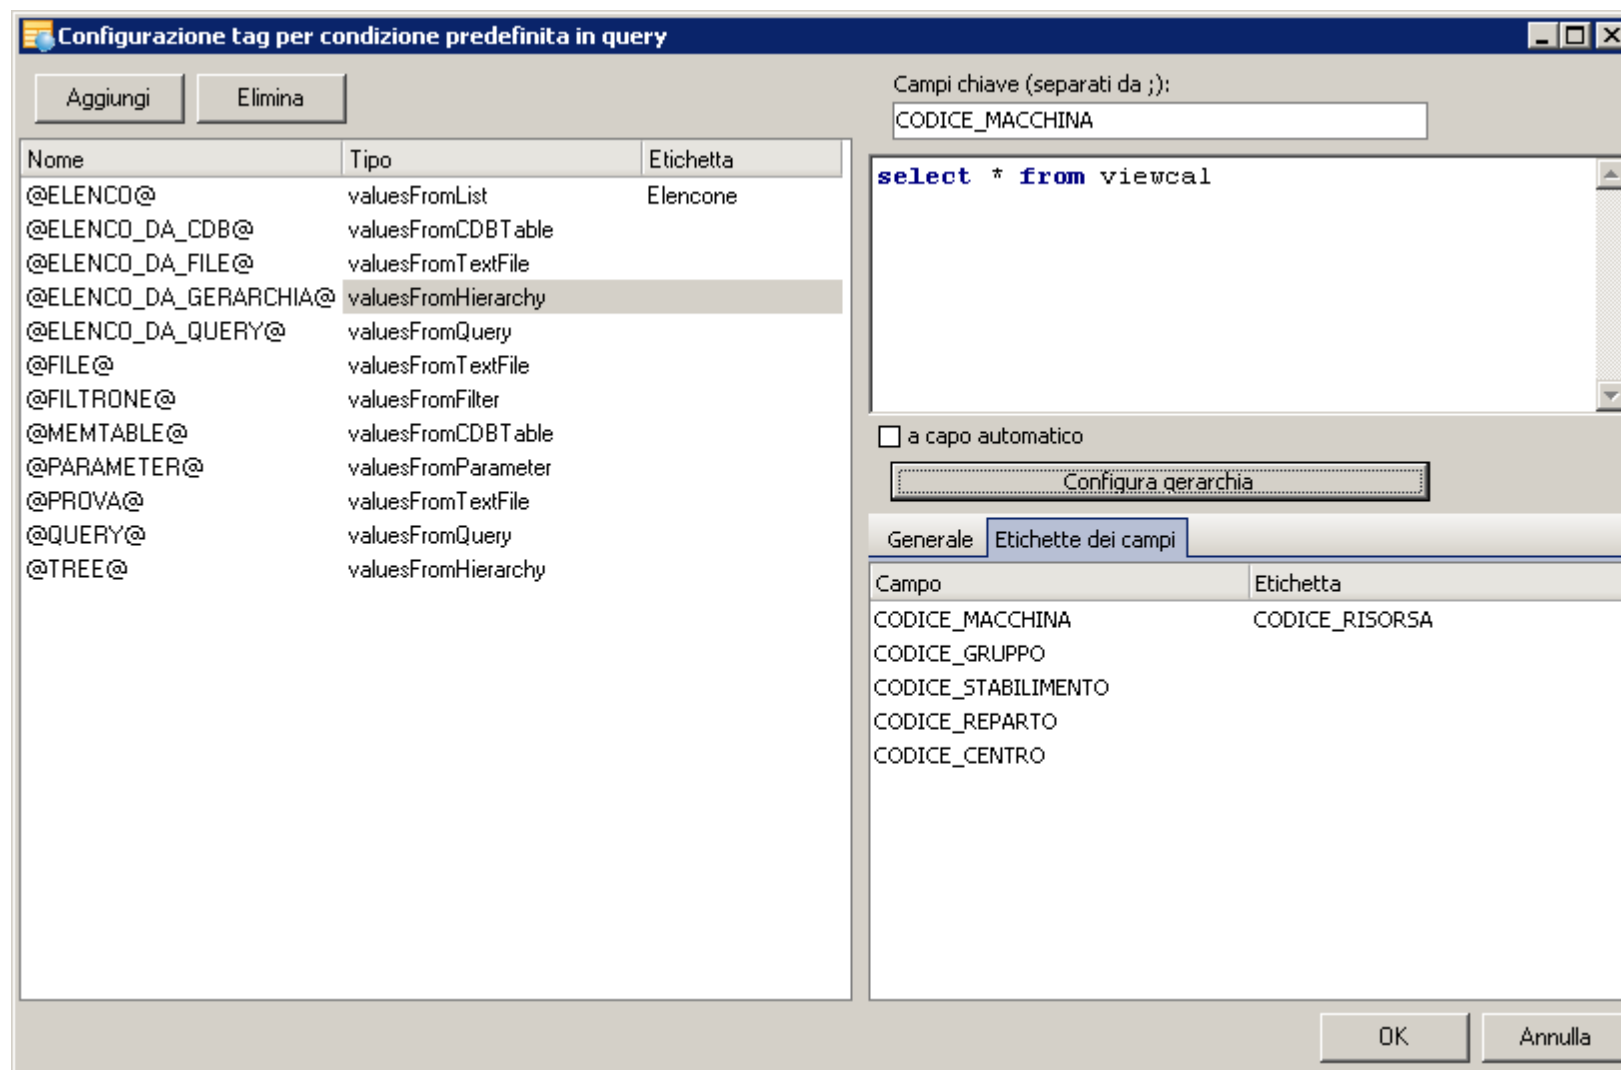 Configurazione tag per condizione predefinita in query
Aggiungi Elimina
Nome Tipo Etichetta
@ELENCO@ valuesFromList Elencone
@ELENCO_DA_CDB@ valuesFromCDBTable
@ELENCO_DA_FILE@ valuesFromTextFile
@ELENCO_DA_GERARCHIA@ valuesFromHierarchy
@ELENCO_DA_QUERY@ valuesFromQuery
@FILE@ valuesFromTextFile
@FILTRONE@ valuesFromFilter
@MEMTABLE@ valuesFromCDBTable
@PARAMETER@ valuesFromParameter
@PROVA@ valuesFromTextFile
@QUERY@ valuesFromQuery
@TREE@ valuesFromHierarchy
Campi chiave (separati da ;):
CODICE_MACCHINA
select * from viewcal
a capo automatico
Configura gerarchia
Generale Etichette dei campi
Campo Etichetta
CODICE_MACCHINA CODICE_RISORSA
CODICE_GRUPPO
CODICE_STABILIMENTO
CODICE_REPARTO
CODICE_CENTRO
OK Annulla